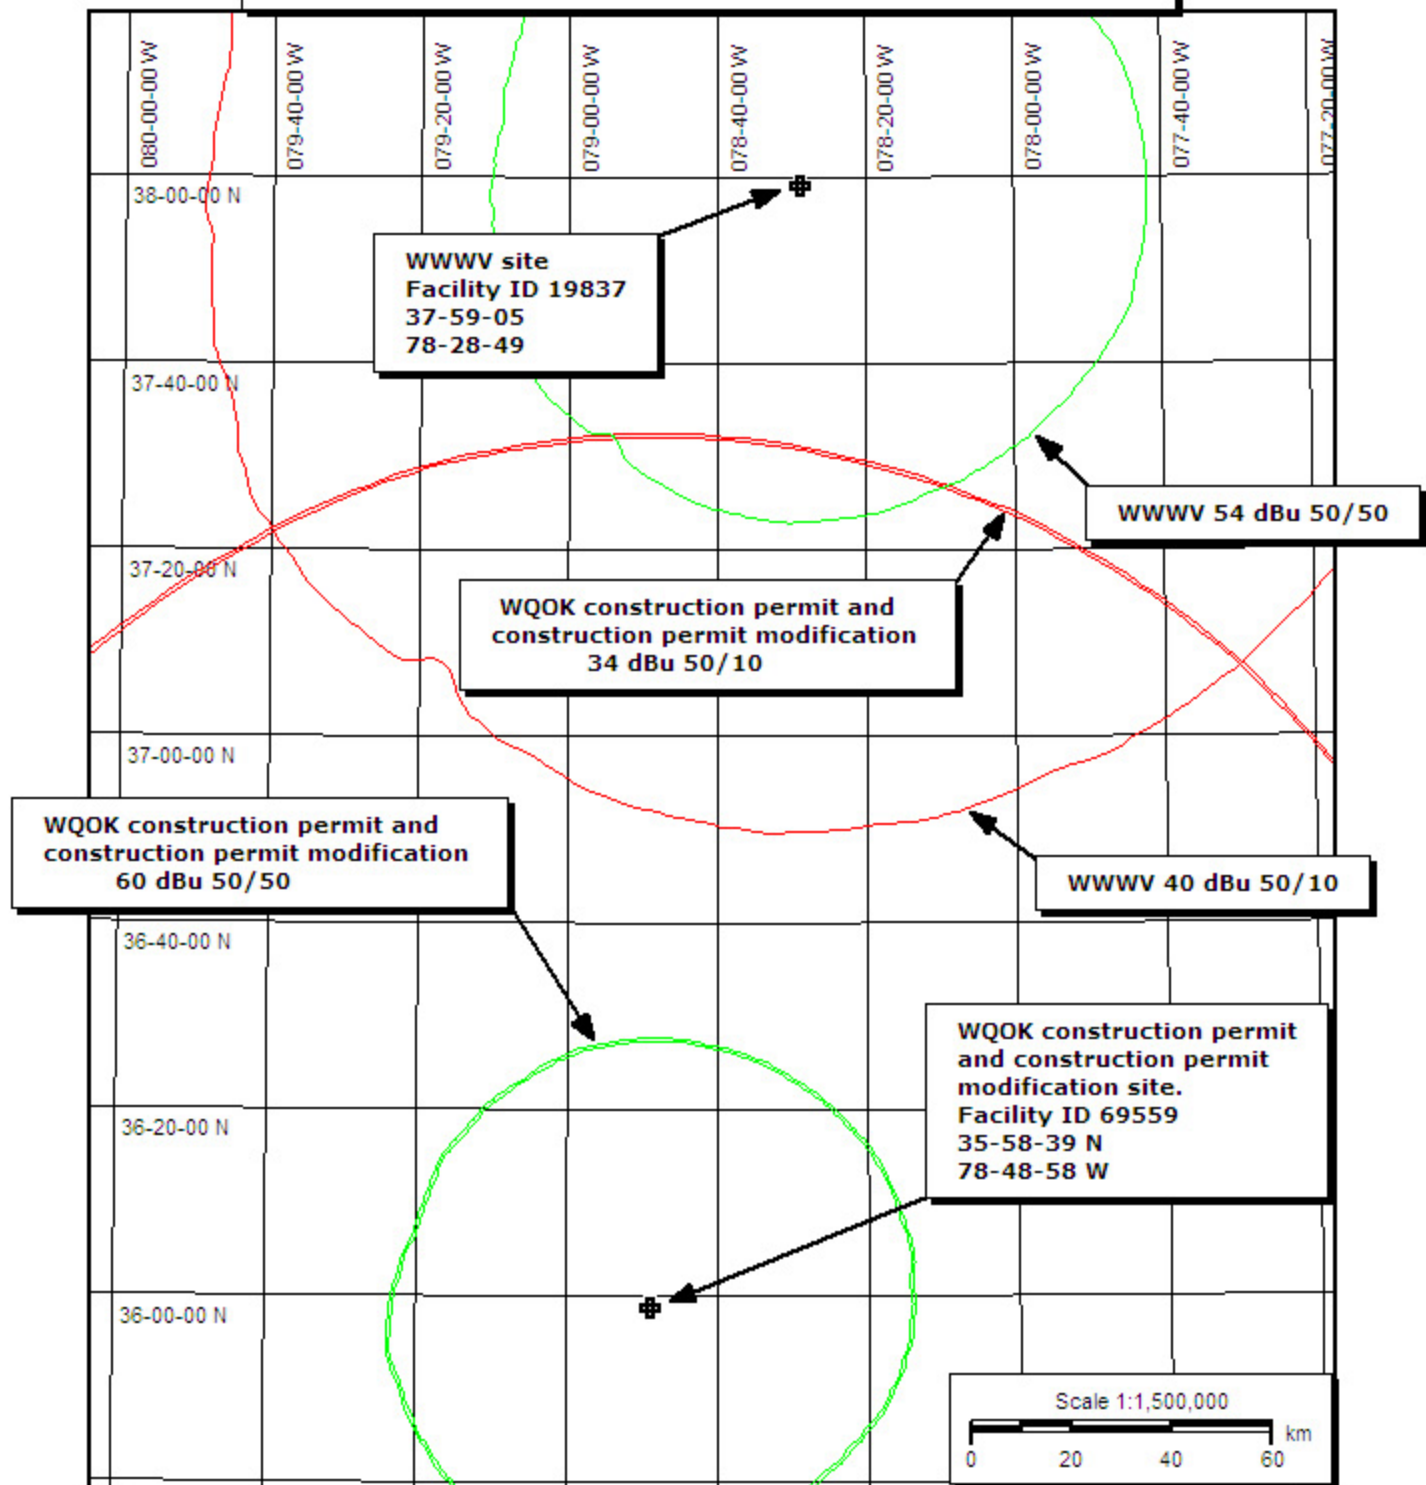 080-00-00 W
079-40-00 W
079-20-00 W
079-00-00 W
078-40-00 W
078-20-00 W
078-00-00 W
077-40-00 W
077-20-00 W
38-00-00 N
WWWV site
Facility ID 19837
37-59-05
78-28-49
37-40-00 N
WWWV 54 dBu 50/50
37-20-00 N
WQOK construction permit and
construction permit modification
34 dBu 50/10
37-00-00 N
WQOK construction permit and
construction permit modification
60 dBu 50/50
WWWV 40 dBu 50/10
36-40-00 N
WQOK construction permit
and construction permit
modification site.
Facility ID 69559
35-58-39 N
78-48-58 W
36-20-00 N
36-00-00 N
Scale 1:1,500,000
km
0 20 40 60